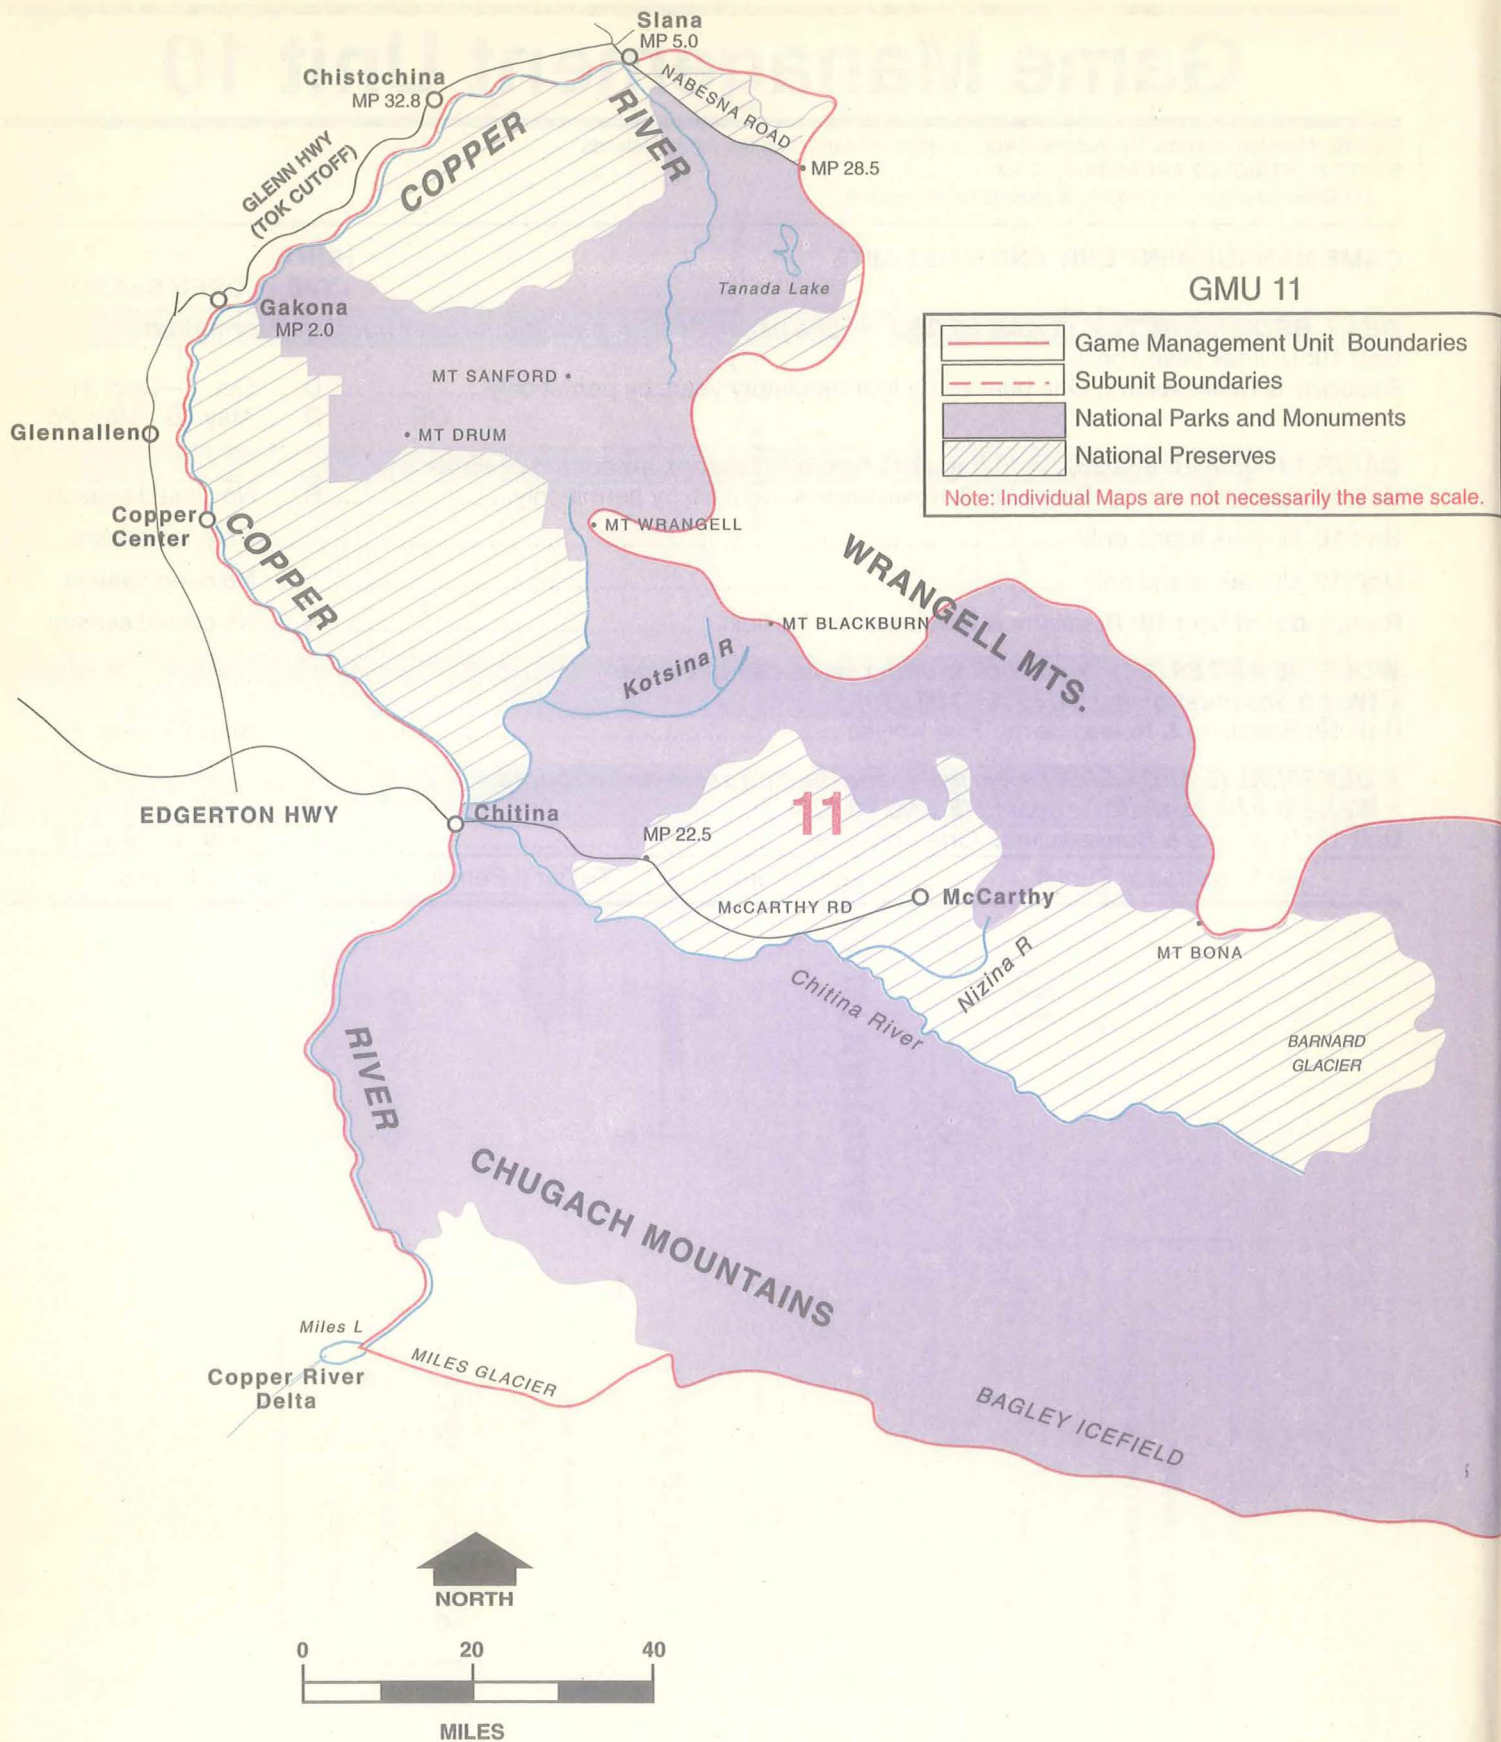 Slana
MP 5.0
Chistochina
MP 32.8
NABESNA ROAD
COPPER
RIVER
GLENN HWY
(TOK CUTOFF)
MP 28.5
Tanada Lake
Gakona
MP 2.0
GMU 11
Game Management Unit Boundaries
Subunit Boundaries
National Parks and Monuments
National Preserves
Note: Individual Maps are not necessarily the same scale.
MT SANFORD
MT DRUM
Glennallen
Copper
Center
COPPER
MT WRANGELL
WRANGELL MTS.
MT BLACKBURN
Kotsina R
EDGERTON HWY
Chitina
11
MP 22.5
McCARTHY RD
McCarthy
Nizina R
MT BONA
Chitina River
BARNARD
GLACIER
RIVER
CHUGACH MOUNTAINS
Miles L
MILES GLACIER
Copper River
Delta
BAGLEY ICEFIELD
NORTH
0 20 40
MILES